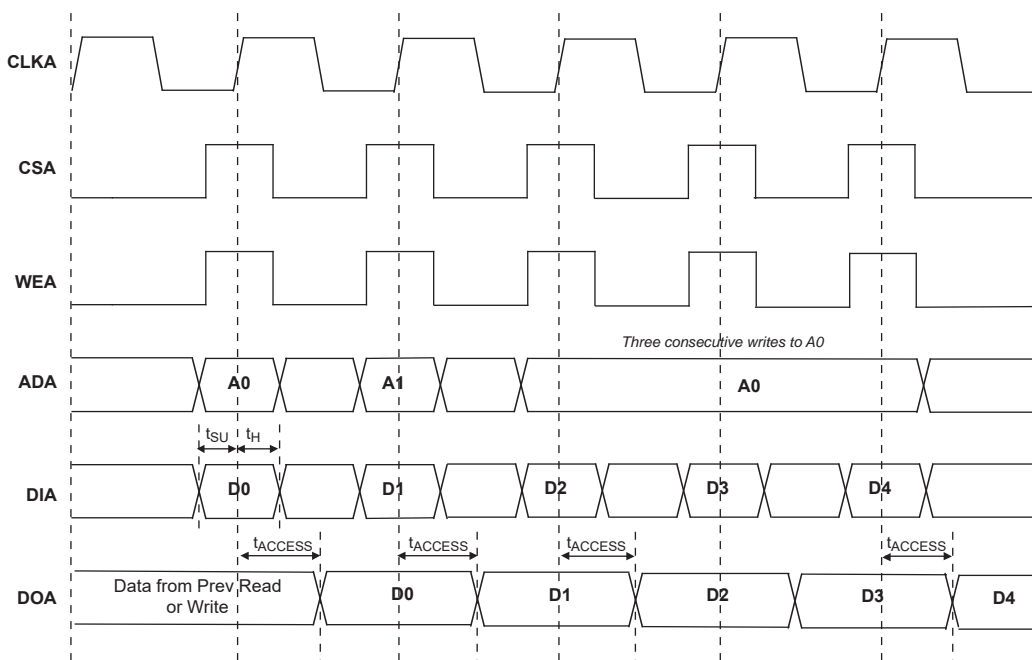 CLKA
CSA
WEA
Three consecutive writes to A0
ADA
A0
A1
A0
tSU
tH
DIA
D0
D1
D2
D3
D4
tACCESS
tACCESS
tACCESS
tACCESS
DOA
Data from Prev Read
or Write
D0
D1
D2
D3
D4